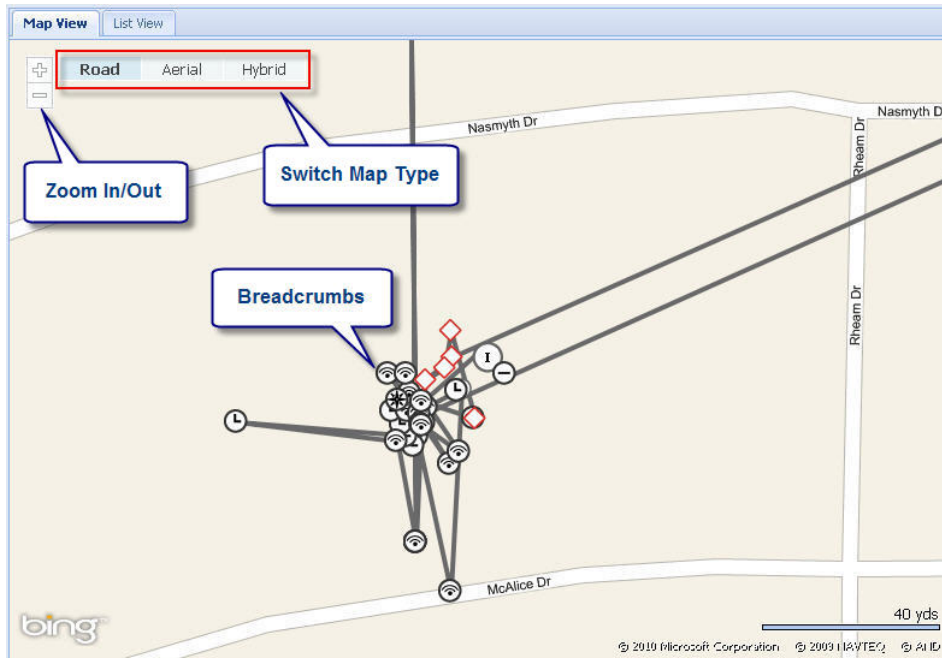 Map View List View
Road Aerial Hybrid
Zoom In/Out
Switch Map Type
Nasmyth Dr
Nasmyth D
Rheam Dr
Breadcrumbs
Rheam Dr
I
McAlice Dr
bing
40 yds
© 2010 Microsoft Corporation © 2009 NAVTEQ © AND